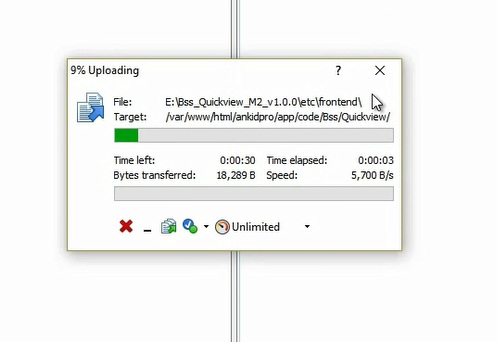 9% Uploading ?
File: E:\Bss_Quickview_M2_v1.0.0\etc\frontend\
Target: /var/www/html/ankidpro/app/code/Bss/Quickview/
Time left: 0:00:30 Time elapsed: 0:00:03
Bytes transferred: 18,289 B Speed: 5,700 B/s
Unlimited